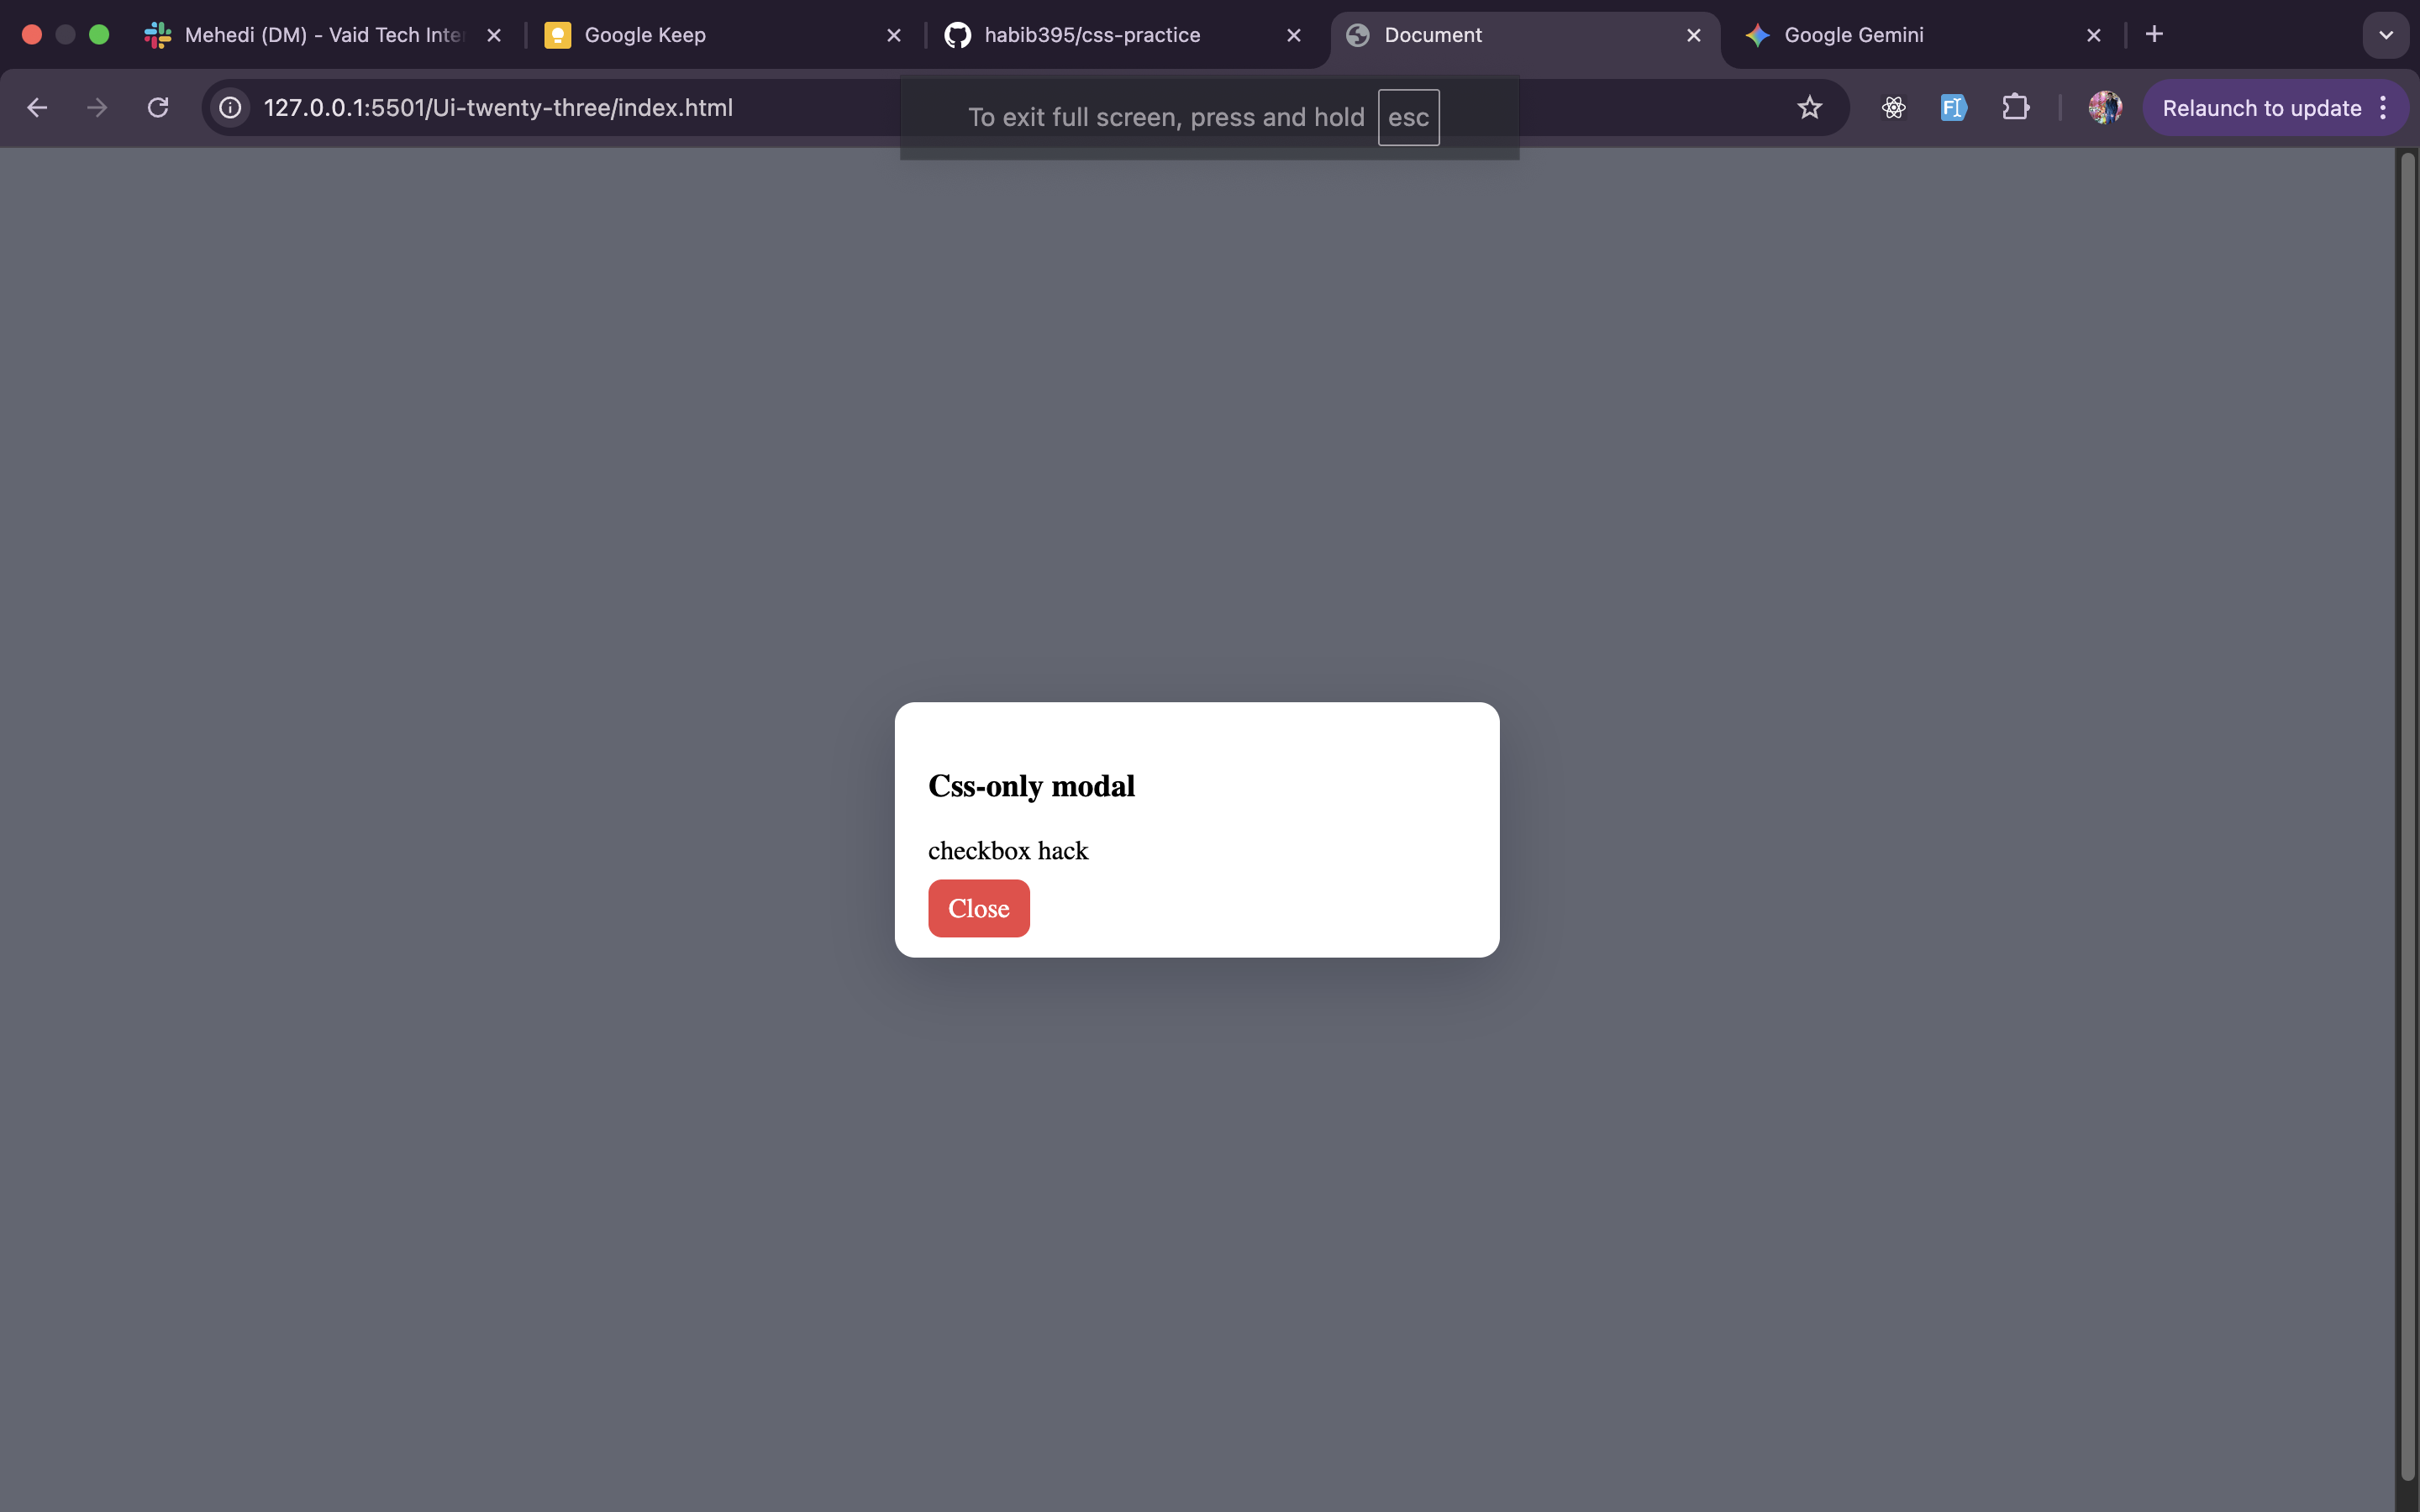 Mehedi (DM) - Vaid Tech Inte
Google Keep
habib395/css-practice
Document
Google Gemini
127.0.0.1:5501/Ui-twenty-three/index.html
To exit full screen, press and hold esc
Relaunch to update
Css-only modal
checkbox hack
Close